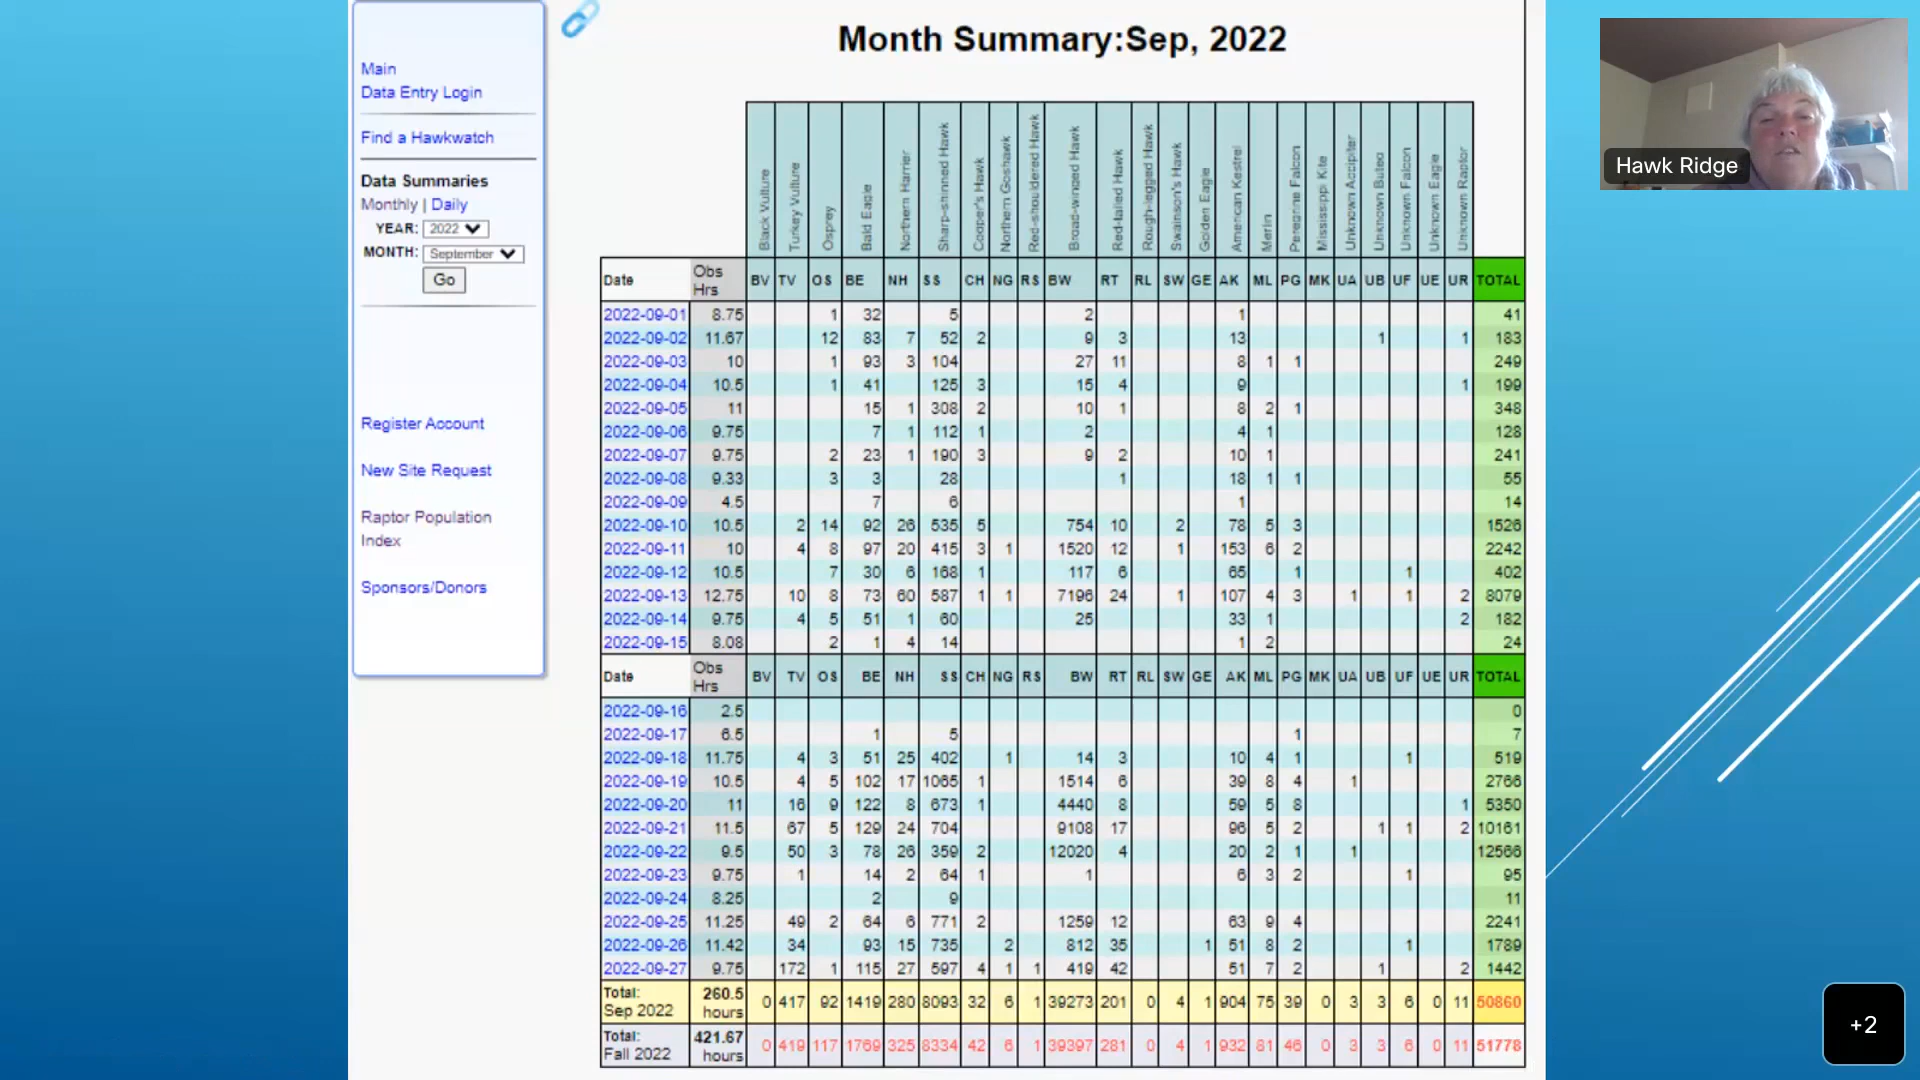 Month Summary:Sep, 2022
Hawk Ridge
Main
Data Entry Login
Find a Hawkwatch
Data Summaries
Monthly | Daily
YEAR: 2022
MONTH: September
Go
Register Account
New Site Request
Raptor Population
Index
Sponsors/Donors
Black Vulture Turkey Vulture Osprey Bald Eagle Northern Harrier Sharp-shinned Hawk Cooper's Hawk Northern Goshawk Red-shouldered Hawk Broad-winged Hawk Red-tailed Hawk Rough-legged Hawk Swainson's Hawk Golden Eagle American Kestrel Merlin Peregrine Falcon Mississippi Kite Unknown Accipiter Unknown Buteo Unknown Falcon Unknown Eagle Unknown Raptor
Date Obs Hrs BV TV OS BE NH SS CH NG RS BW RT RL SW GE AK ML PG MK UA UB UF UE UR TOTAL
2022-09-01 8.75 1 32 5 2 1 41
2022-09-02 11.67 12 83 7 52 2 9 3 13 1 1 183
2022-09-03 10 1 93 3 104 27 11 8 1 1 249
2022-09-04 10.5 1 41 125 3 15 4 9 1 199
2022-09-05 11 15 1 308 2 10 1 8 2 1 348
2022-09-06 9.75 7 1 112 1 2 4 1 128
2022-09-07 9.75 2 23 1 190 3 9 2 10 1 241
2022-09-08 9.33 3 3 28 1 18 1 1 55
2022-09-09 4.5 7 6 1 14
2022-09-10 10.5 2 14 92 26 535 5 754 10 2 78 5 3 1526
2022-09-11 10 4 8 97 20 415 3 1 1520 12 1 153 6 2 2242
2022-09-12 10.5 7 30 6 168 1 117 6 65 1 1 402
2022-09-13 12.75 10 8 73 60 587 1 1 7196 24 1 107 4 3 1 1 2 8079
2022-09-14 9.75 4 5 51 1 60 25 33 1 2 182
2022-09-15 8.08 2 1 4 14 1 2 24
Date Obs Hrs BV TV OS BE NH SS CH NG RS BW RT RL SW GE AK ML PG MK UA UB UF UE UR TOTAL
2022-09-16 2.5 0
2022-09-17 6.5 1 5 1 7
2022-09-18 11.75 4 3 51 25 402 1 14 3 10 4 1 1 519
2022-09-19 10.5 4 5 102 17 1065 1 1514 6 39 8 4 1 2766
2022-09-20 11 16 9 122 8 673 1 4440 8 59 5 8 1 5350
2022-09-21 11.5 67 5 129 24 704 9108 17 96 5 2 1 1 2 10161
2022-09-22 9.5 50 3 78 26 359 2 12020 4 20 2 1 1 12566
2022-09-23 9.75 1 14 2 64 1 1 6 3 2 1 95
2022-09-24 8.25 2 9 11
2022-09-25 11.25 49 2 64 6 771 2 1259 12 63 9 4 2241
2022-09-26 11.42 34 93 15 735 2 812 35 1 51 8 2 1 1789
2022-09-27 9.75 172 1 115 27 597 4 1 1 419 42 51 7 2 1 2 1442
Total: Sep 2022 260.5 hours 0 417 92 1419 280 8093 32 6 1 39273 201 0 4 1 904 75 39 0 3 3 6 0 11 50860
Total: Fall 2022 421.67 hours 0 419 117 1769 325 8334 42 6 1 39397 281 0 4 1 932 81 46 0 3 3 6 0 11 51778
+2